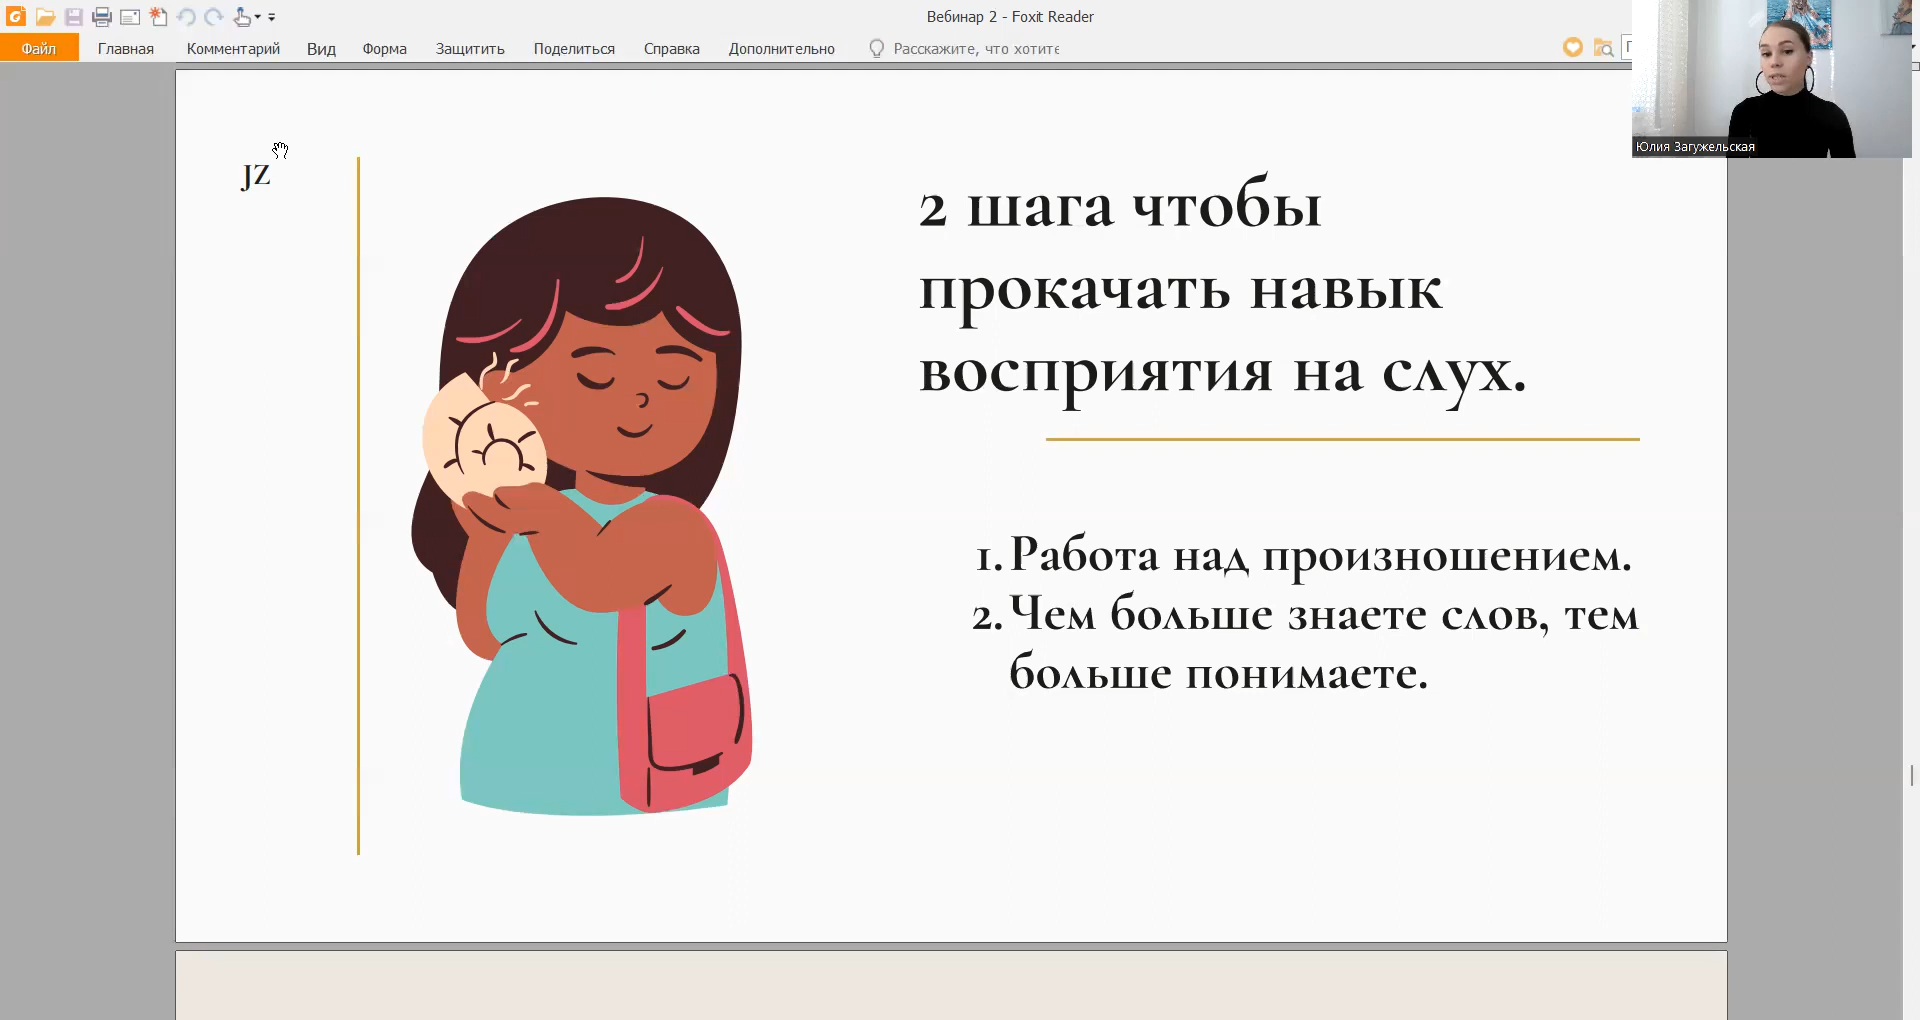 Вебинар 2 - Foxit Reader
Файл Главная Комментарий Вид Форма Защитить Поделиться Справка Дополнительно Расскажите, что хотите
Юлия Загужельская
JZ
2 шага чтобы
прокачать навык
восприятия на слух.
1. Работа над произношением.
2. Чем больше знаете слов, тем
больше понимаете.